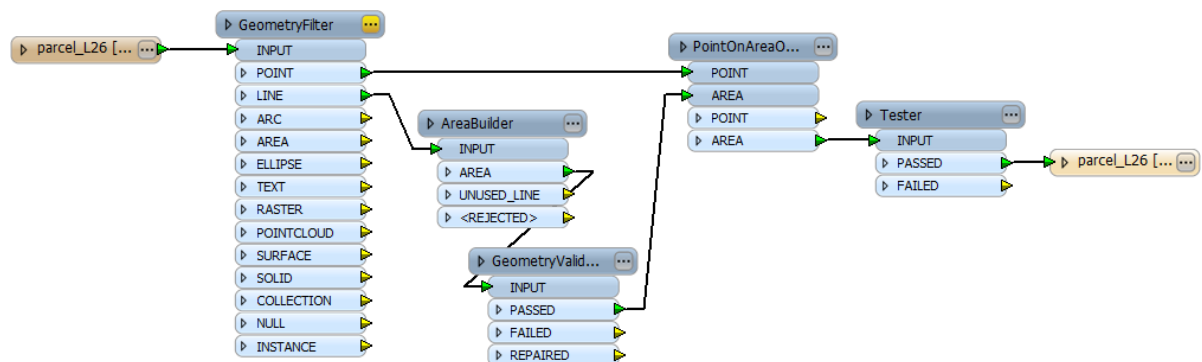 parcel_L26 [...
GeometryFilter
INPUT
POINT
LINE
ARC
AREA
ELLIPSE
TEXT
RASTER
POINTCLOUD
SURFACE
SOLID
COLLECTION
NULL
INSTANCE
AreaBuilder
INPUT
AREA
UNUSED_LINE
<REJECTED>
GeometryValid...
INPUT
PASSED
FAILED
REPAIRED
PointOnAreaO...
POINT
AREA
POINT
AREA
Tester
INPUT
PASSED
FAILED
parcel_L26 [...